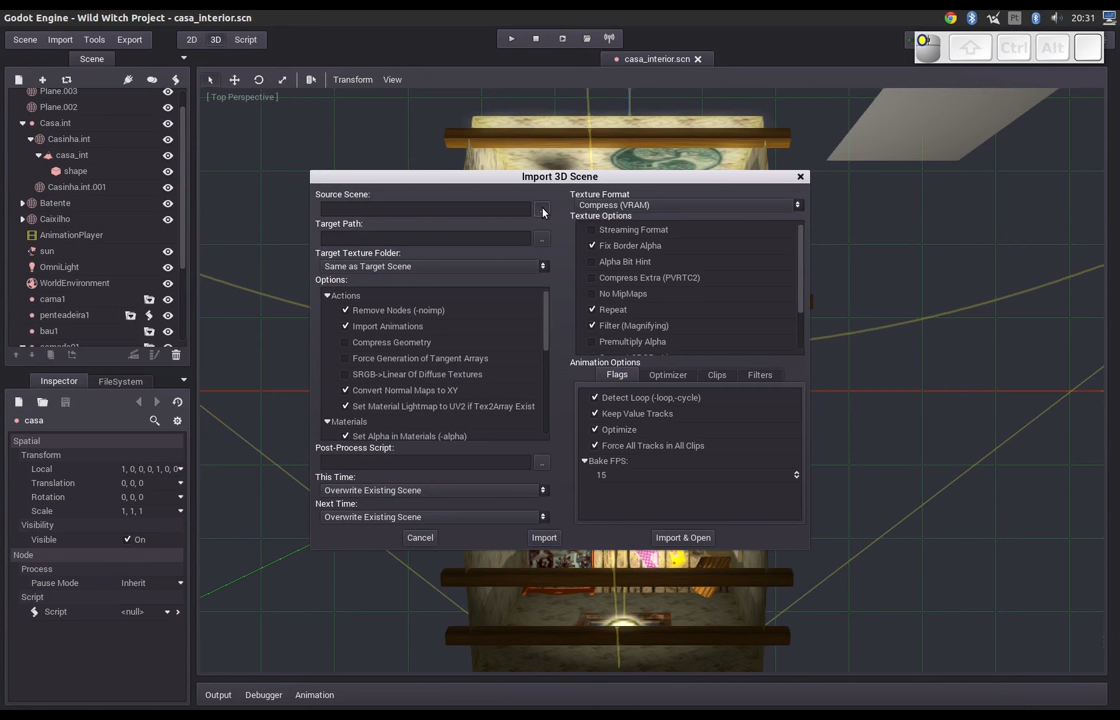 Godot Engine - Wild Witch Project - casa_interior.scn
Pt
20:31
Scene Import Tools Export
2D 3D Script
Ctrl Alt
Scene
casa_interior.scn
Transform View
[ Top Perspective ]
Plane.003
Plane.002
Casa.int
Casinha.int
casa_int
shape
Casinha.int.001
Batente
Caixilho
AnimationPlayer
sun
OmniLight
WorldEnvironment
cama1
penteadeira1
bau1
Inspector FileSystem
casa
Spatial
Transform
Local 1, 0, 0, 0, 1, 0, 0
Translation 0, 0, 0
Rotation 0, 0, 0
Scale 1, 1, 1
Visibility
Visible On
Node
Process
Pause Mode Inherit
Script
Script <null>
Import 3D Scene
Source Scene:
..
Target Path:
..
Target Texture Folder:
Same as Target Scene
Options:
Actions
Remove Nodes (-noimp)
Import Animations
Compress Geometry
Force Generation of Tangent Arrays
SRGB->Linear Of Diffuse Textures
Convert Normal Maps to XY
Set Material Lightmap to UV2 if Tex2Array Exist
Materials
Set Alpha in Materials (-alpha)
Post-Process Script:
..
This Time:
Overwrite Existing Scene
Next Time:
Overwrite Existing Scene
Texture Format
Compress (VRAM)
Texture Options
Streaming Format
Fix Border Alpha
Alpha Bit Hint
Compress Extra (PVRTC2)
No MipMaps
Repeat
Filter (Magnifying)
Premultiply Alpha
Animation Options
Flags Optimizer Clips Filters
Detect Loop (-loop,-cycle)
Keep Value Tracks
Optimize
Force All Tracks in All Clips
Bake FPS:
15
Cancel Import Import & Open
Output Debugger Animation